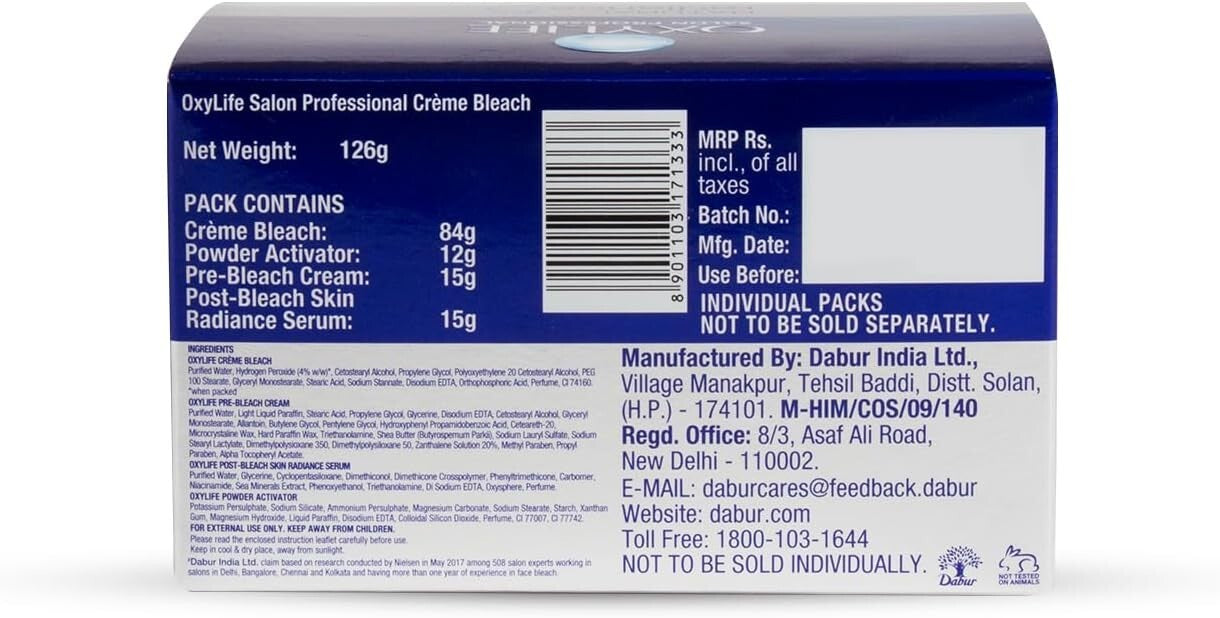 OXYLIFE
SALON PROFESSIONAL
OxyLife Salon Professional Crème Bleach
Net Weight: 126g
PACK CONTAINS
Crème Bleach: 84g
Powder Activator: 12g
Pre-Bleach Cream: 15g
Post-Bleach Skin
Radiance Serum: 15g
8 901103 171333
MRP Rs.
incl., of all
taxes
Batch No.:
Mfg. Date:
Use Before:
INDIVIDUAL PACKS
NOT TO BE SOLD SEPARATELY.
INGREDIENTS
OXYLIFE CRÈME BLEACH
Purified Water, Hydrogen Peroxide (4% w/w)*, Cetostearyl Alcohol, Propylene Glycol, Polyoxyethylene 20 Cetostearyl Alcohol, PEG
100 Stearate, Glyceryl Monostearate, Stearic Acid, Sodium Stannate, Disodium EDTA, Orthophosphoric Acid, Perfume, CI 74160.
*when packed
OXYLIFE PRE-BLEACH CREAM
Purified Water, Light Liquid Paraffin, Stearic Acid, Propylene Glycol, Glycerine, Disodium EDTA, Cetostearyl Alcohol, Glyceryl
Monostearate, Allantoin, Butylene Glycol, Pentylene Glycol, Hydroxyphenyl Propamidobenzoic Acid, Ceteareth-20,
Microcrystaline Wax, Hard Paraffin Wax, Triethanolamine, Shea Butter (Butyrospermum Parkii), Sodium Lauryl Sulfate, Sodium
Stearyl Lactylate, Dimethylpolysiloxane 350, Dimethylpolysiloxane 50, Zanthalene Solution 20%, Methyl Paraben, Propyl
Paraben, Alpha Tocopheryl Acetate.
OXYLIFE POST-BLEACH SKIN RADIANCE SERUM
Purified Water, Glycerine, Cyclopentasiloxane, Dimethiconol, Dimethicone Crosspolymer, Phenyltrimethicone, Carbomer,
Niacinamide, Sea Minerals Extract, Phenoxyethanol, Triethanolamine, Di Sodium EDTA, Oxysphere, Perfume.
OXYLIFE POWDER ACTIVATOR
Potassium Persulphate, Sodium Silicate, Ammonium Persulphate, Magnesium Carbonate, Sodium Stearate, Starch, Xanthan
Gum, Magnesium Hydroxide, Liquid Paraffin, Disodium EDTA, Colloidal Silicon Dioxide, Perfume, CI 77007, CI 77742.
FOR EXTERNAL USE ONLY. KEEP AWAY FROM CHILDREN.
Please read the enclosed instruction leaflet carefully before use.
Keep in cool & dry place, away from sunlight.
#Dabur India Ltd. claim based on research conducted by Nielsen in May 2017 among 508 salon experts working in
salons in Delhi, Bangalore, Chennai and Kolkata and having more than one year of experience in face bleach.
Manufactured By: Dabur India Ltd.,
Village Manakpur, Tehsil Baddi, Distt. Solan,
(H.P.) - 174101. M-HIM/COS/09/140
Regd. Office: 8/3, Asaf Ali Road,
New Delhi - 110002.
E-MAIL: daburcares@feedback.dabur
Website: dabur.com
Toll Free: 1800-103-1644
NOT TO BE SOLD INDIVIDUALLY.
Dabur
NOT TESTED
ON ANIMALS